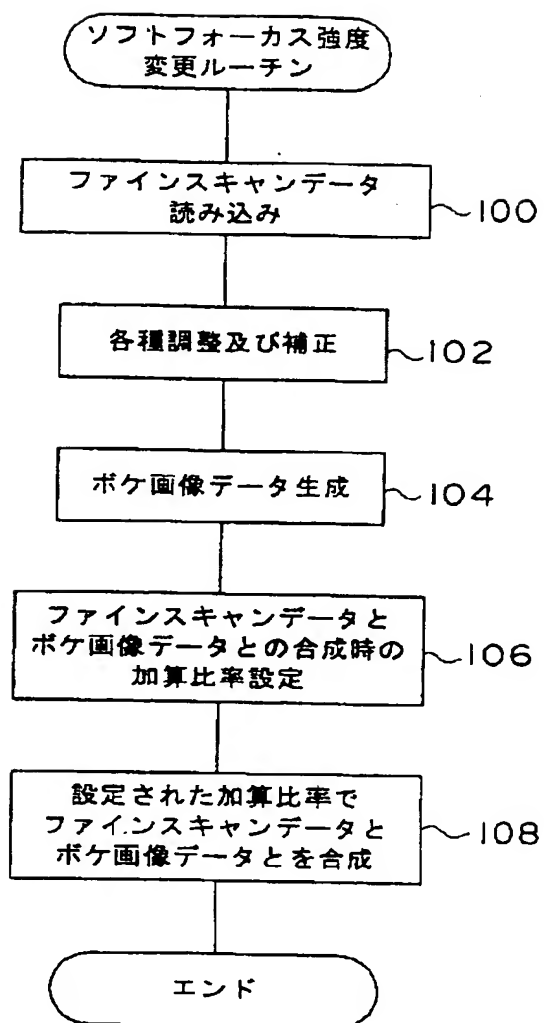 ソフトフォーカス強度
変更ルーチン
ファインスキャンデータ
読み込み
100
各種調整及び補正
102
ボケ画像データ生成
104
ファインスキャンデータと
ボケ画像データとの合成時の
加算比率設定
106
設定された加算比率で
ファインスキャンデータと
ボケ画像データとを合成
108
エンド